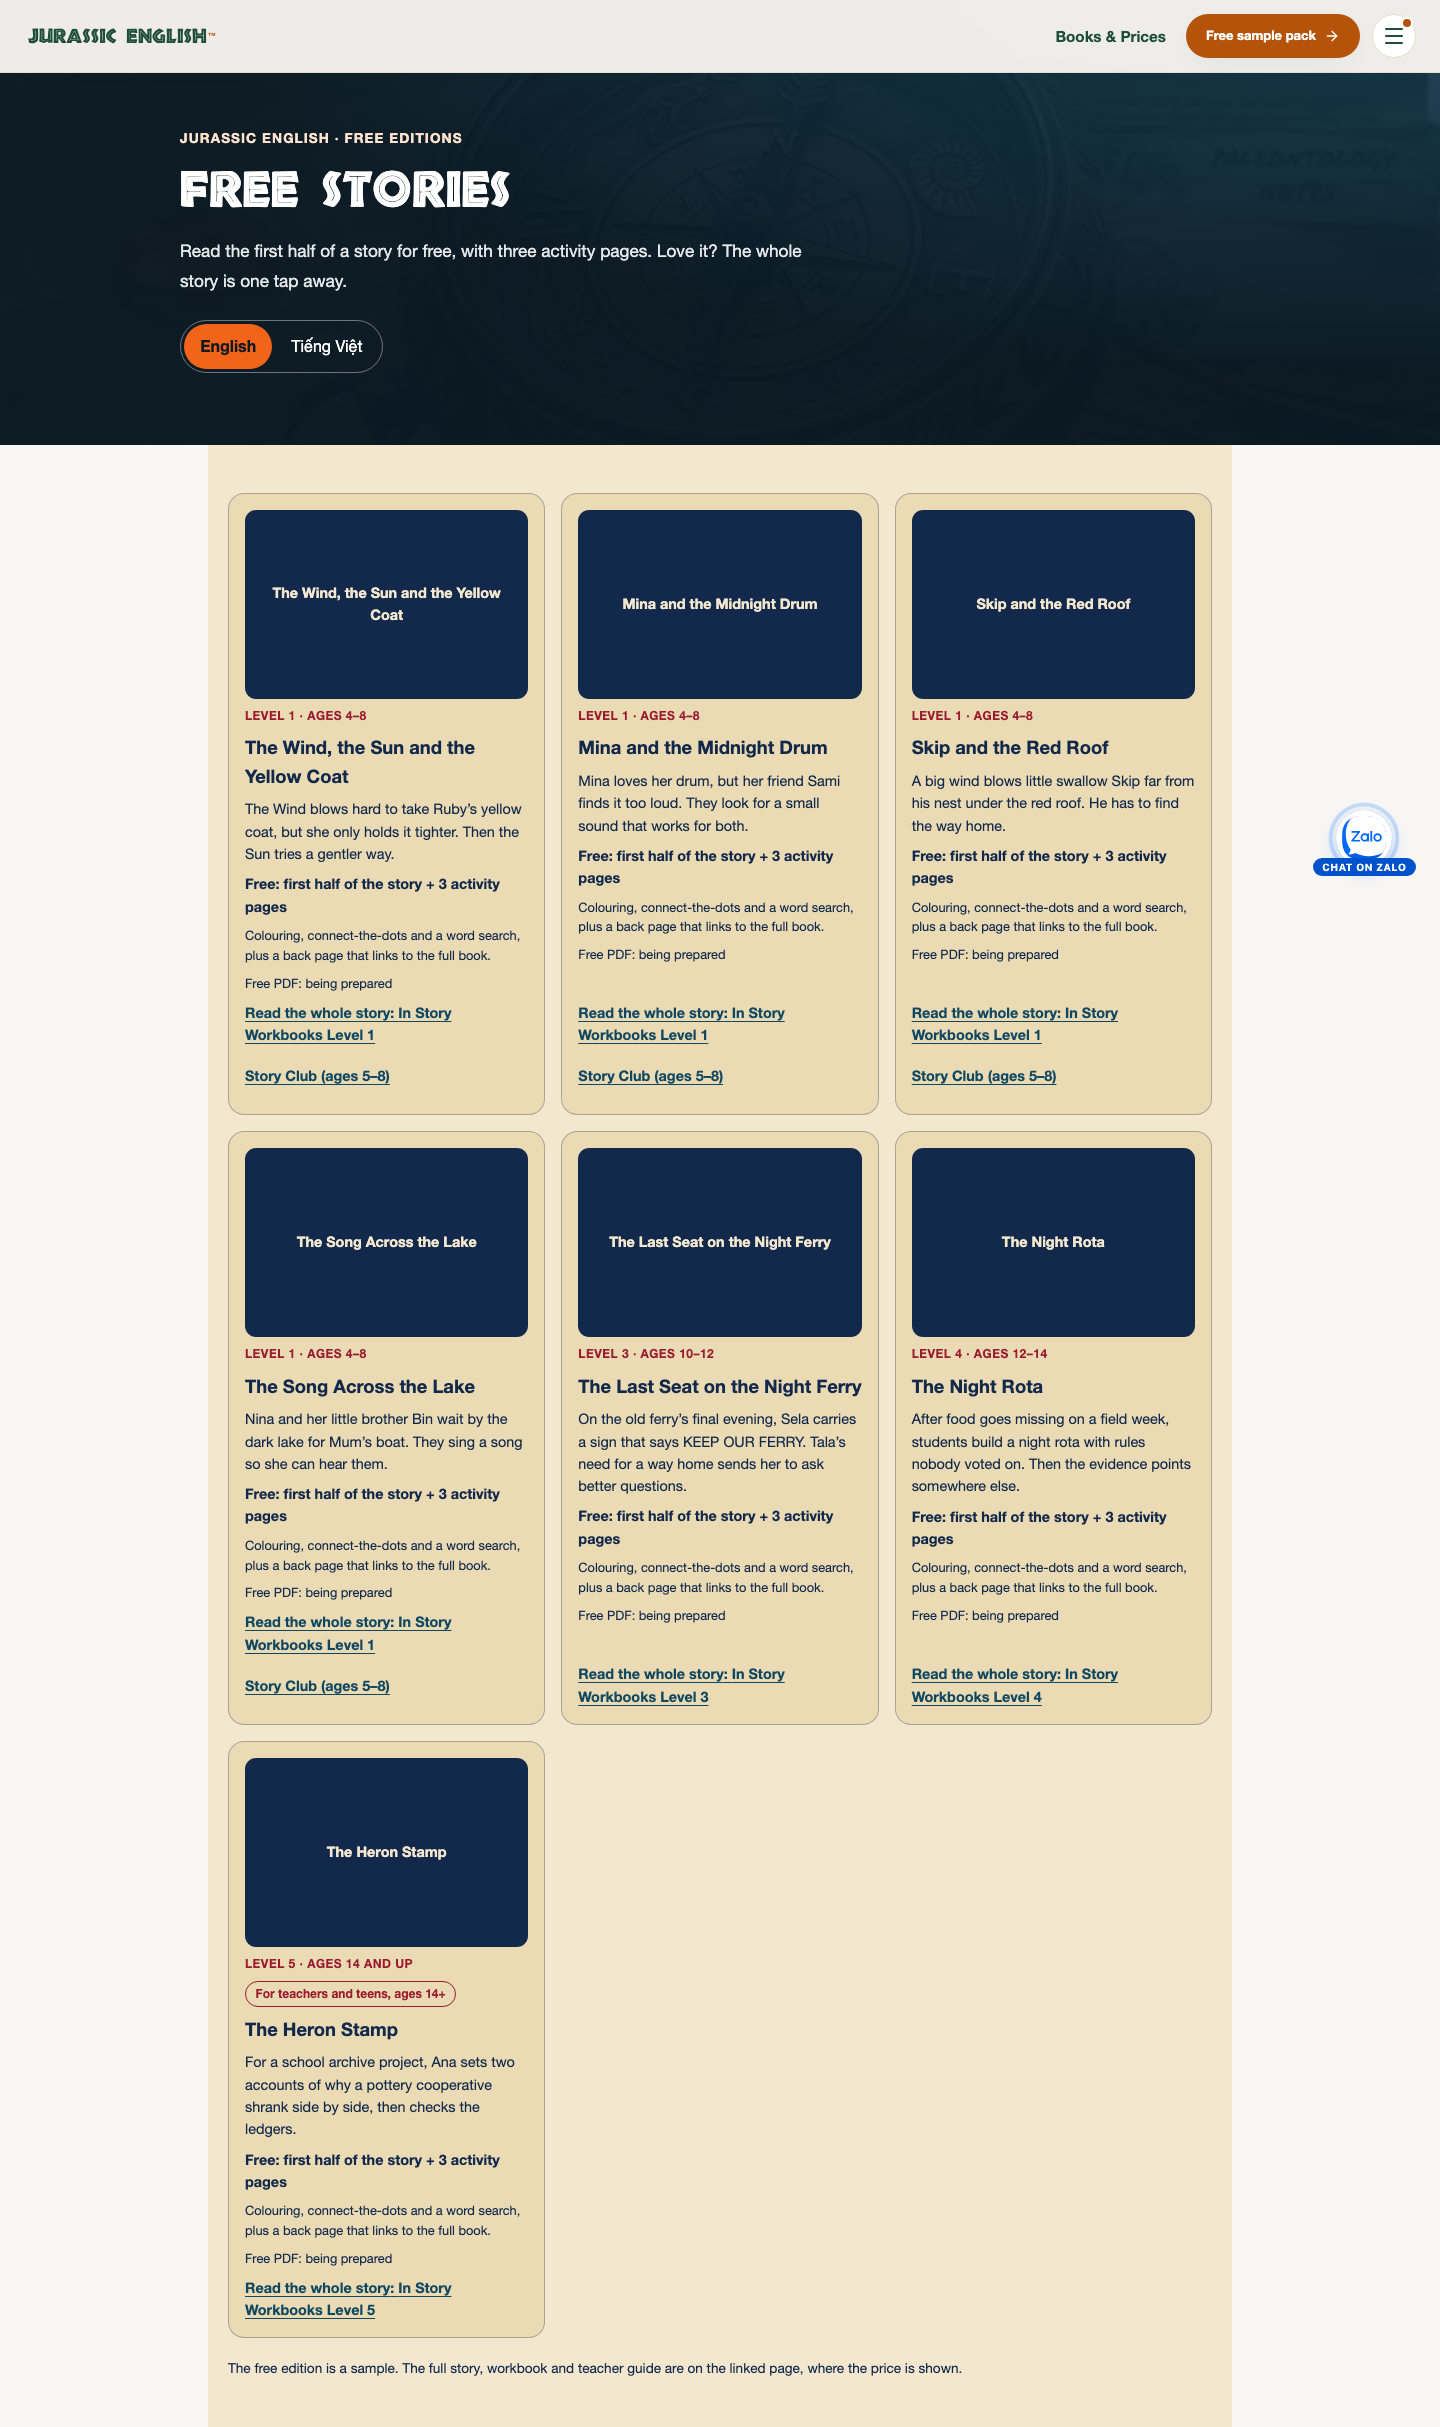 JURASSIC ENGLISH™
Books & Prices
Free sample pack →
PALEONTOLOGY
NOTES
JURASSIC ENGLISH · FREE EDITIONS
FREE STORIES
Read the first half of a story for free, with three activity pages. Love it? The whole
story is one tap away.
English
Tiếng Việt
The Wind, the Sun and the Yellow
Coat
LEVEL 1 · AGES 4–8
The Wind, the Sun and the
Yellow Coat
The Wind blows hard to take Ruby’s yellow
coat, but she only holds it tighter. Then the
Sun tries a gentler way.
Free: first half of the story + 3 activity
pages
Colouring, connect-the-dots and a word search,
plus a back page that links to the full book.
Free PDF: being prepared
Read the whole story: In Story
Workbooks Level 1
Story Club (ages 5–8)
Mina and the Midnight Drum
LEVEL 1 · AGES 4–8
Mina and the Midnight Drum
Mina loves her drum, but her friend Sami
finds it too loud. They look for a small
sound that works for both.
Free: first half of the story + 3 activity
pages
Colouring, connect-the-dots and a word search,
plus a back page that links to the full book.
Free PDF: being prepared
Read the whole story: In Story
Workbooks Level 1
Story Club (ages 5–8)
Skip and the Red Roof
LEVEL 1 · AGES 4–8
Skip and the Red Roof
A big wind blows little swallow Skip far from
his nest under the red roof. He has to find
the way home.
Free: first half of the story + 3 activity
pages
Colouring, connect-the-dots and a word search,
plus a back page that links to the full book.
Free PDF: being prepared
Read the whole story: In Story
Workbooks Level 1
Story Club (ages 5–8)
Zalo
CHAT ON ZALO
The Song Across the Lake
LEVEL 1 · AGES 4–8
The Song Across the Lake
Nina and her little brother Bin wait by the
dark lake for Mum’s boat. They sing a song
so she can hear them.
Free: first half of the story + 3 activity
pages
Colouring, connect-the-dots and a word search,
plus a back page that links to the full book.
Free PDF: being prepared
Read the whole story: In Story
Workbooks Level 1
Story Club (ages 5–8)
The Last Seat on the Night Ferry
LEVEL 3 · AGES 10–12
The Last Seat on the Night Ferry
On the old ferry’s final evening, Sela carries
a sign that says KEEP OUR FERRY. Tala’s
need for a way home sends her to ask
better questions.
Free: first half of the story + 3 activity
pages
Colouring, connect-the-dots and a word search,
plus a back page that links to the full book.
Free PDF: being prepared
Read the whole story: In Story
Workbooks Level 3
The Night Rota
LEVEL 4 · AGES 12–14
The Night Rota
After food goes missing on a field week,
students build a night rota with rules
nobody voted on. Then the evidence points
somewhere else.
Free: first half of the story + 3 activity
pages
Colouring, connect-the-dots and a word search,
plus a back page that links to the full book.
Free PDF: being prepared
Read the whole story: In Story
Workbooks Level 4
The Heron Stamp
LEVEL 5 · AGES 14 AND UP
For teachers and teens, ages 14+
The Heron Stamp
For a school archive project, Ana sets two
accounts of why a pottery cooperative
shrank side by side, then checks the
ledgers.
Free: first half of the story + 3 activity
pages
Colouring, connect-the-dots and a word search,
plus a back page that links to the full book.
Free PDF: being prepared
Read the whole story: In Story
Workbooks Level 5
The free edition is a sample. The full story, workbook and teacher guide are on the linked page, where the price is shown.